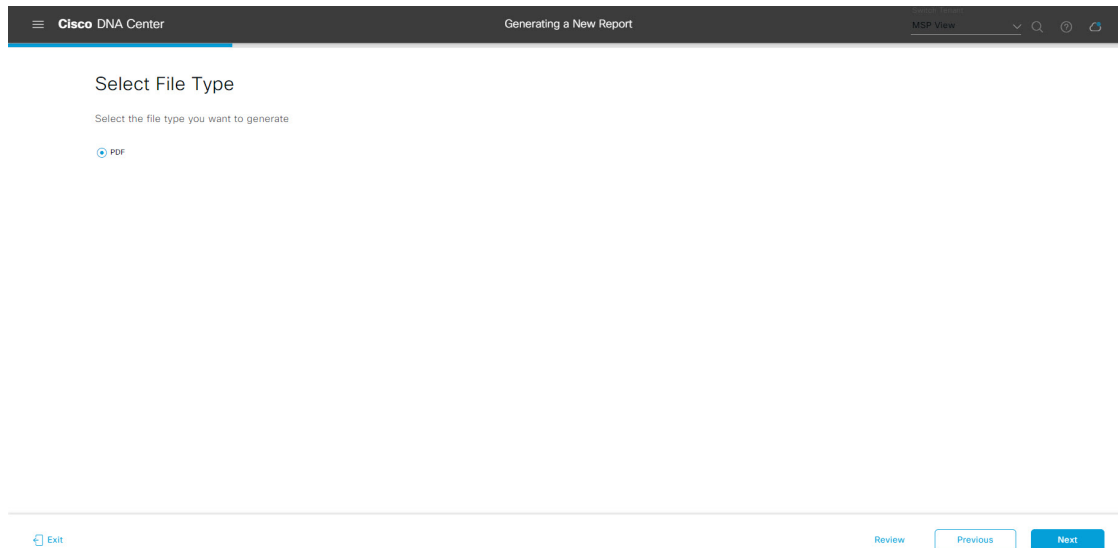 Cisco DNA Center
Generating a New Report
MSP View
Select File Type
Select the file type you want to generate
PDF
Exit
Review
Previous
Next